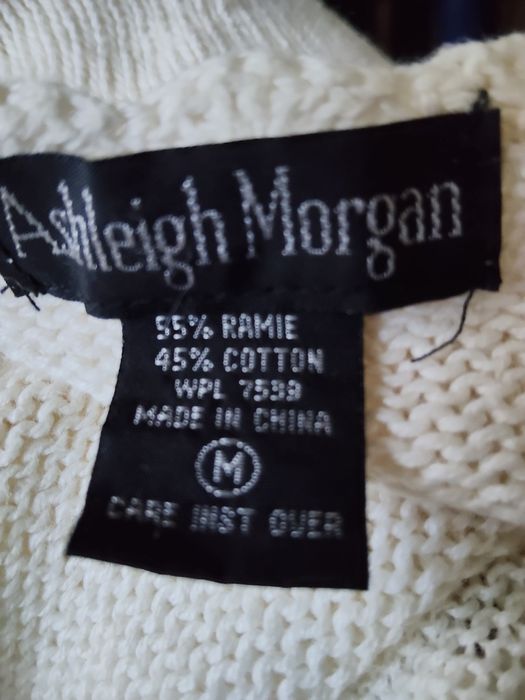 Ashleigh Morgan
55% RAMIE
45% COTTON
WPL 7539
MADE IN CHINA
M
CARE INST OVER